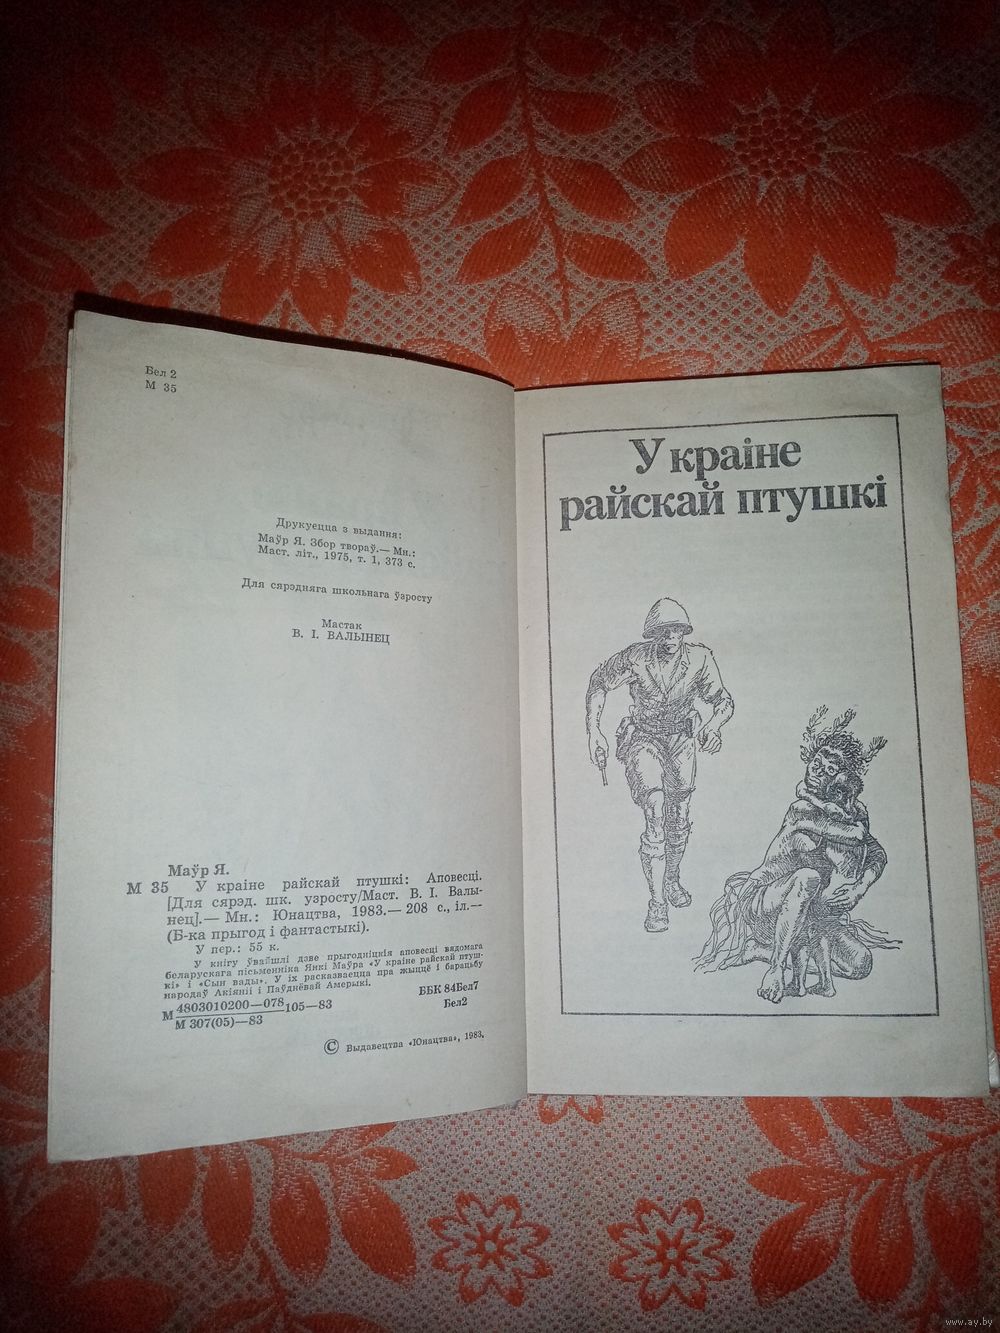 Бел 2
М 35
Друкуецца з выдання:
Маўр Я. Збор твораў.— Мн.:
Маст. літ., 1975, т. 1, 373 с.
Для сярэдняга школьнага ўзросту
Мастак
В. І. ВАЛЫНЕЦ
Маўр Я.
М 35 У краіне райскай птушкі: Аповесці.
[Для сярэд. шк. узросту/Маст. В. І. Валы-
нец].— Мн.: Юнацтва, 1983.— 208 с., іл.—
(Б-ка прыгод і фантастыкі).
У пер.: 55 к.
У кнігу ўвайшлі дзве прыгодніцкія аповесці вядомага
беларускага пісьменніка Янкі Маўра «У краіне райскай птуш-
кі» і «Сын вады». У іх расказваецца пра жыццё і барацьбу
народаў Акіяніі і Паўднёвай Амерыкі.
М 4803010200—078 105—83
М 307(05)—83
ББК 84Бел7
Бел2
© Выдавецтва «Юнацтва», 1983.
У краіне
райскай птушкі
www.ay.by